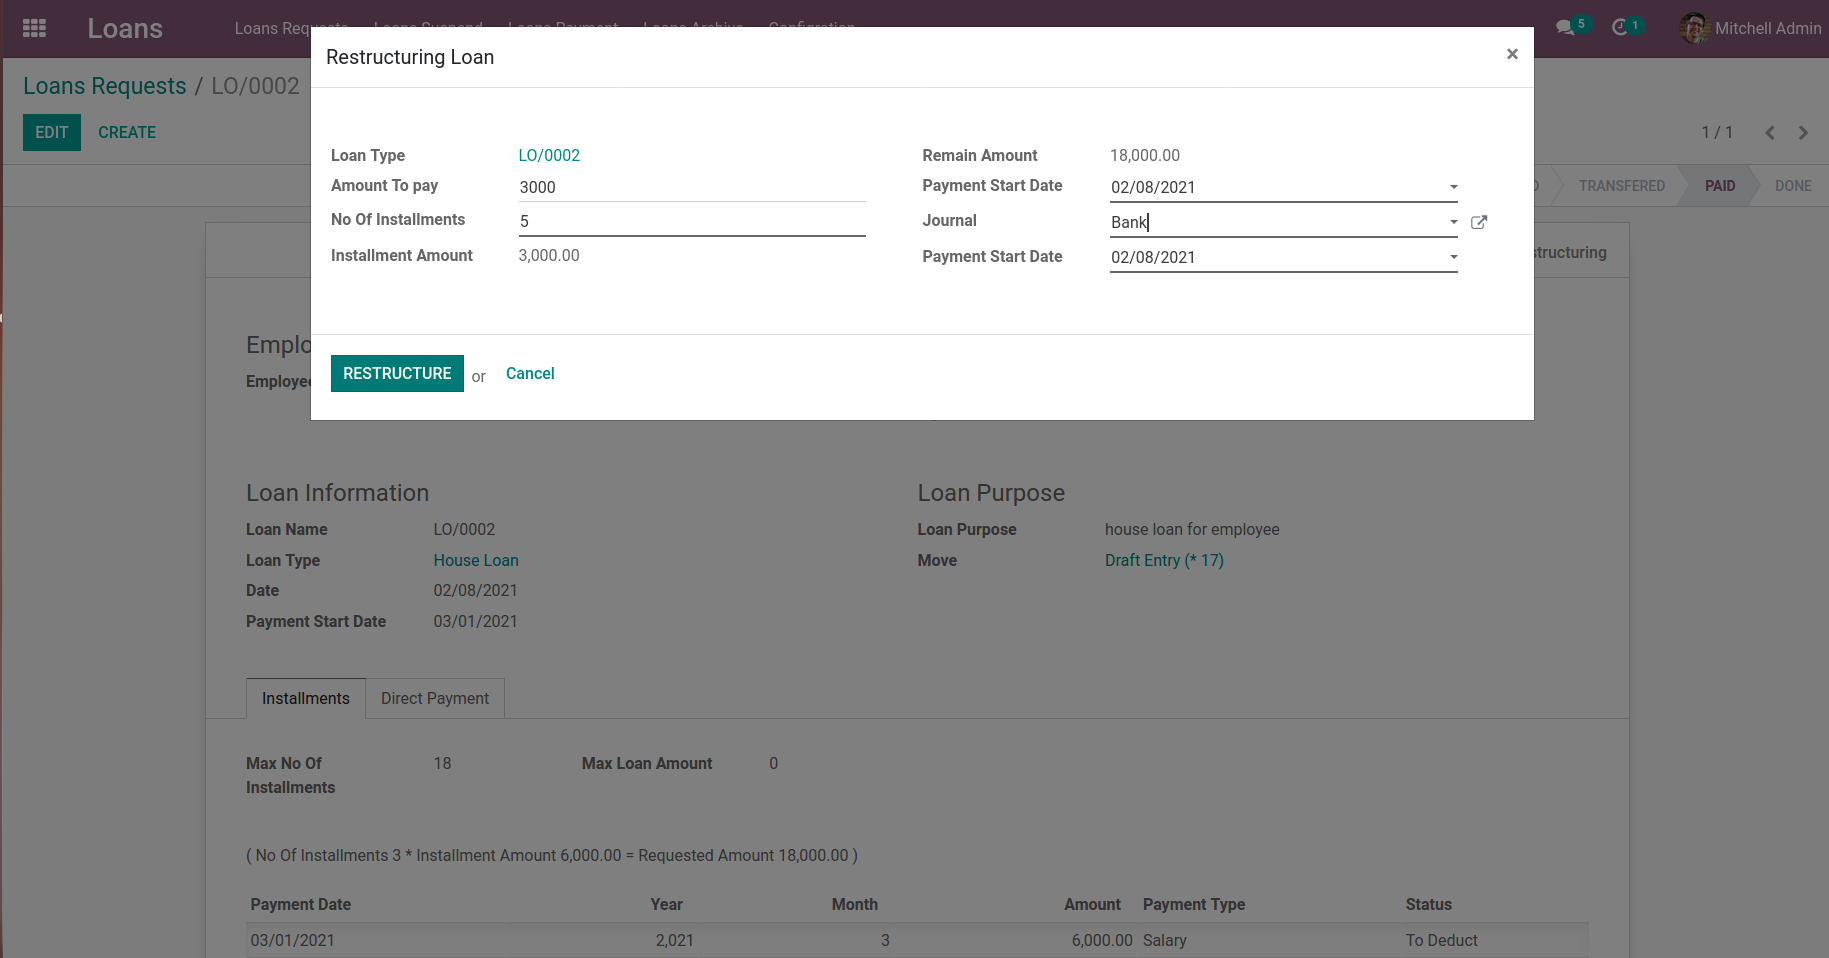 Loans
Loans Requests Loans Suspend Loans Payment Loans Archive Configration
5 1 Mitchell Admin
Restructuring Loan ×
Loans Requests / LO/0002
EDIT CREATE
1 / 1
Loan Type LO/0002 Remain Amount 18,000.00
Amount To pay 3000 Payment Start Date 02/08/2021
TRANSFERED PAID DONE
No Of Installments 5 Journal Bank
Installment Amount 3,000.00 Payment Start Date 02/08/2021
structuring
Emplo
Employee
RESTRUCTURE or Cancel
Loan Information Loan Purpose
Loan Name LO/0002 Loan Purpose house loan for employee
Loan Type House Loan Move Draft Entry (* 17)
Date 02/08/2021
Payment Start Date 03/01/2021
Installments Direct Payment
Max No Of 18 Max Loan Amount 0
Installments
( No Of Installments 3 * Installment Amount 6,000.00 = Requested Amount 18,000.00 )
Payment Date Year Month Amount Payment Type Status
03/01/2021 2,021 3 6,000.00 Salary To Deduct